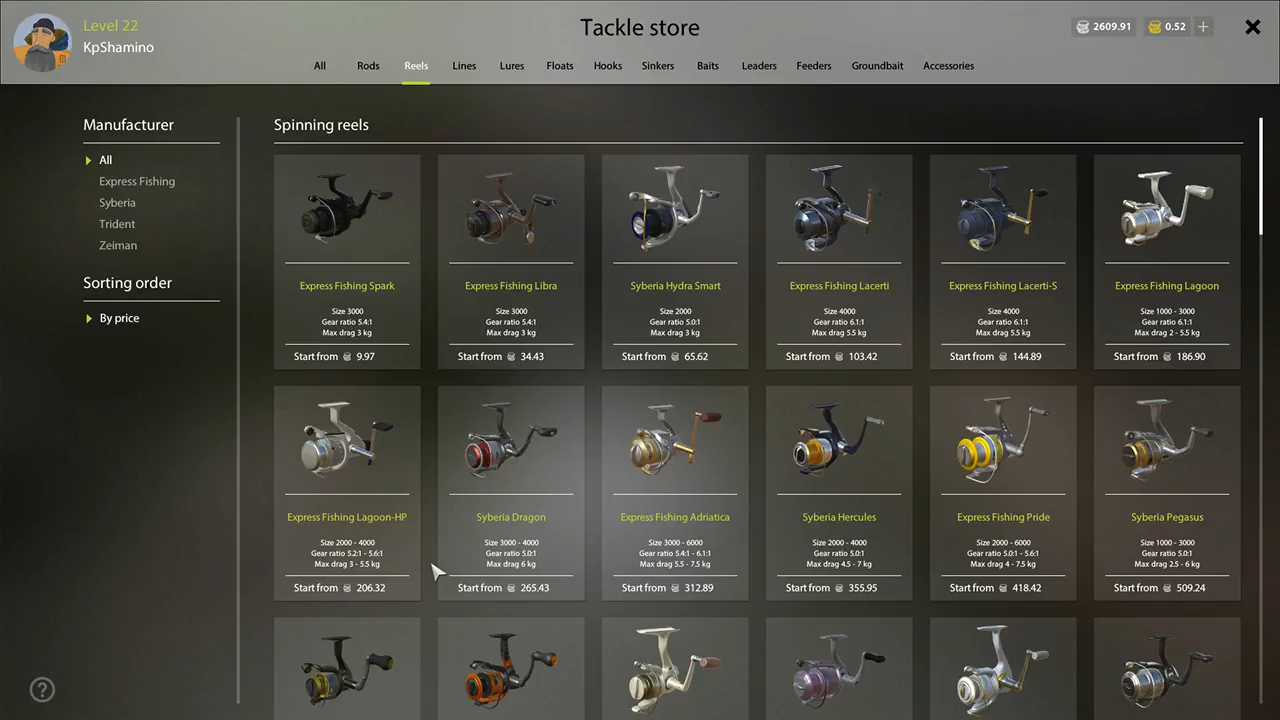 Level 22
KpShamino
Tackle store
2609.91
0.52
All Rods Reels Lines Lures Floats Hooks Sinkers Baits Leaders Feeders Groundbait Accessories
Manufacturer
All
Express Fishing
Syberia
Trident
Zeiman
Sorting order
By price
Spinning reels
Express Fishing Spark
Size 3000
Gear ratio 5.4:1
Max drag 3 kg
Start from 9.97
Express Fishing Libra
Size 3000
Gear ratio 5.4:1
Max drag 3 kg
Start from 34.43
Syberia Hydra Smart
Size 2000
Gear ratio 5.0:1
Max drag 3 kg
Start from 65.62
Express Fishing Lacerti
Size 4000
Gear ratio 6.1:1
Max drag 5.5 kg
Start from 103.42
Express Fishing Lacerti-S
Size 4000
Gear ratio 6.1:1
Max drag 5.5 kg
Start from 144.89
Express Fishing Lagoon
Size 1000 - 3000
Gear ratio 6.1:1
Max drag 2 - 5.5 kg
Start from 186.90
Express Fishing Lagoon-HP
Size 2000 - 4000
Gear ratio 5.2:1 - 5.6:1
Max drag 3 - 5.5 kg
Start from 206.32
Syberia Dragon
Size 3000 - 4000
Gear ratio 5.0:1
Max drag 6 kg
Start from 265.43
Express Fishing Adriatica
Size 3000 - 6000
Gear ratio 5.4:1 - 6.1:1
Max drag 5.5 - 7.5 kg
Start from 312.89
Syberia Hercules
Size 2000 - 4000
Gear ratio 5.0:1
Max drag 4.5 - 7 kg
Start from 355.95
Express Fishing Pride
Size 2000 - 6000
Gear ratio 5.0:1 - 5.6:1
Max drag 4 - 7.5 kg
Start from 418.42
Syberia Pegasus
Size 1000 - 3000
Gear ratio 5.0:1
Max drag 2.5 - 6 kg
Start from 509.24
?